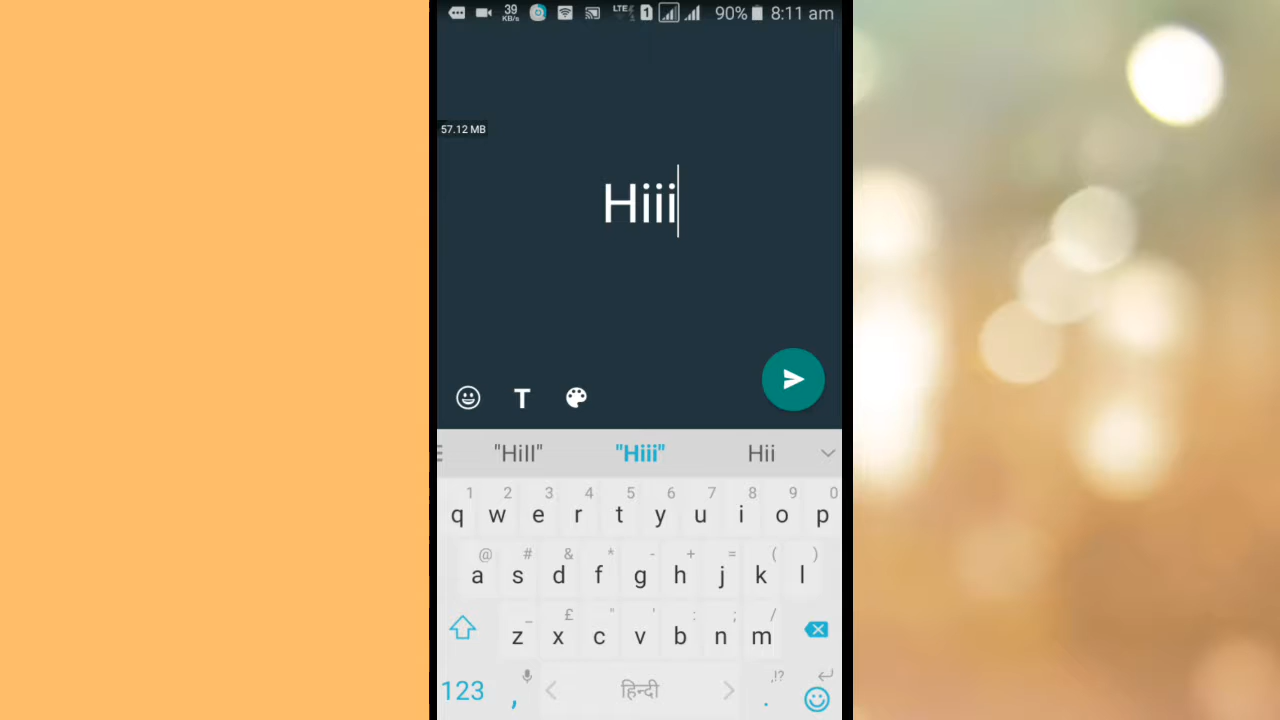 39 KB/s LTE 1 90% 8:11 am
57.12 MB
Hiii
T
"Hill" "Hiii" Hii
1 2 3 4 5 6 7 8 9 0
q w e r t y u i o p
@ # & * - + = ( )
a s d f g h j k l
_ £ " ' : ; /
z x c v b n m
123 , हिन्दी . ,!?